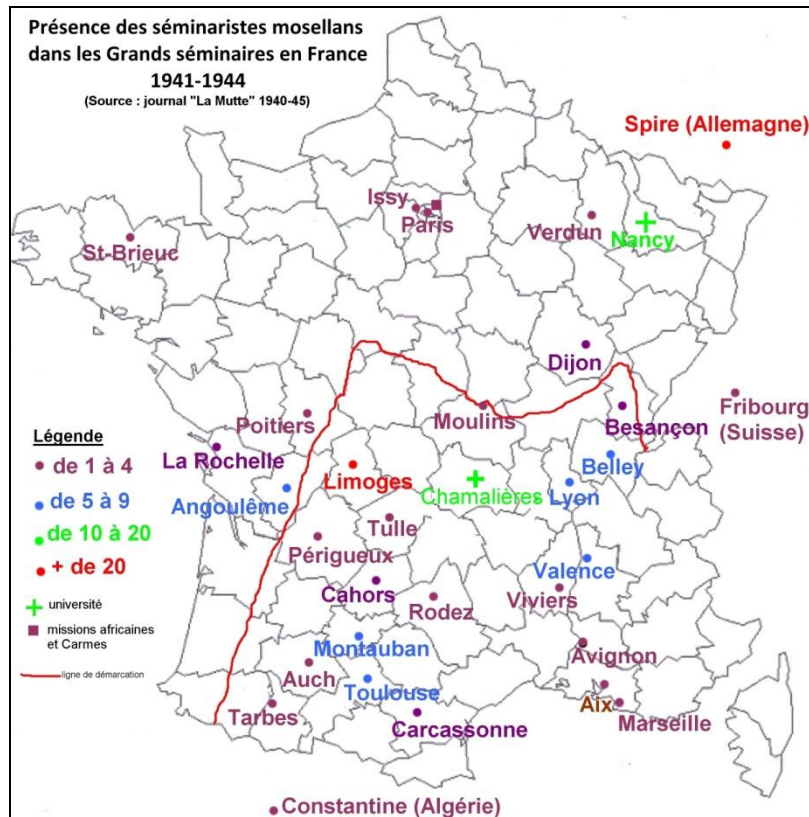 Présence des séminaristes mosellans
dans les Grands séminaires en France
1941-1944
(Source : journal "La Mutte" 1940-45)
Spire (Allemagne)
Issy
Paris
Verdun
Nancy
St-Brieuc
Dijon
Poitiers
Moulins
Besançon
Fribourg
(Suisse)
La Rochelle
Limoges
Belley
Angoulême
Chamalières
Lyon
Tulle
Périgueux
Valence
Cahors
Rodez
Viviers
Montauban
Avignon
Auch
Toulouse
Aix
Tarbes
Marseille
Carcassonne
Constantine (Algérie)
Légende
de 1 à 4
de 5 à 9
de 10 à 20
+ de 20
université
missions africaines
et Carmes
ligne de démarcation